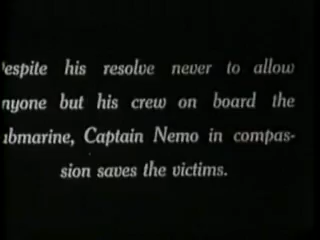 'espite his resolve never to allow
nyone but his crew on board the
ubmarine, Captain Nemo in compas-
sion saves the victims.